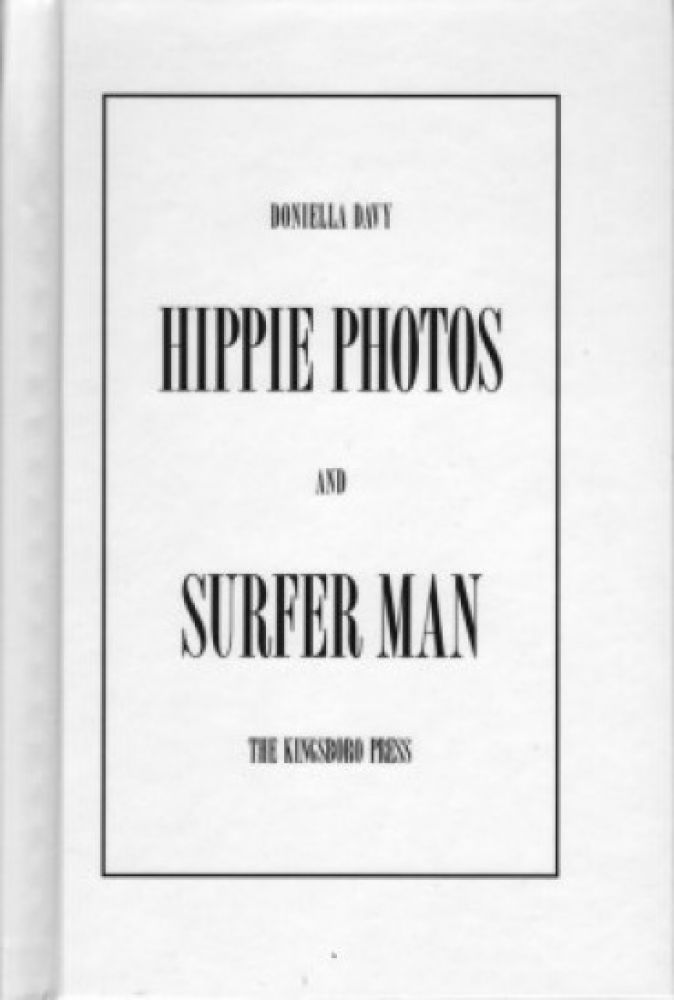 DONIELLA DAVY
HIPPIE PHOTOS
AND
SURFER MAN
THE KINGSBORO PRESS